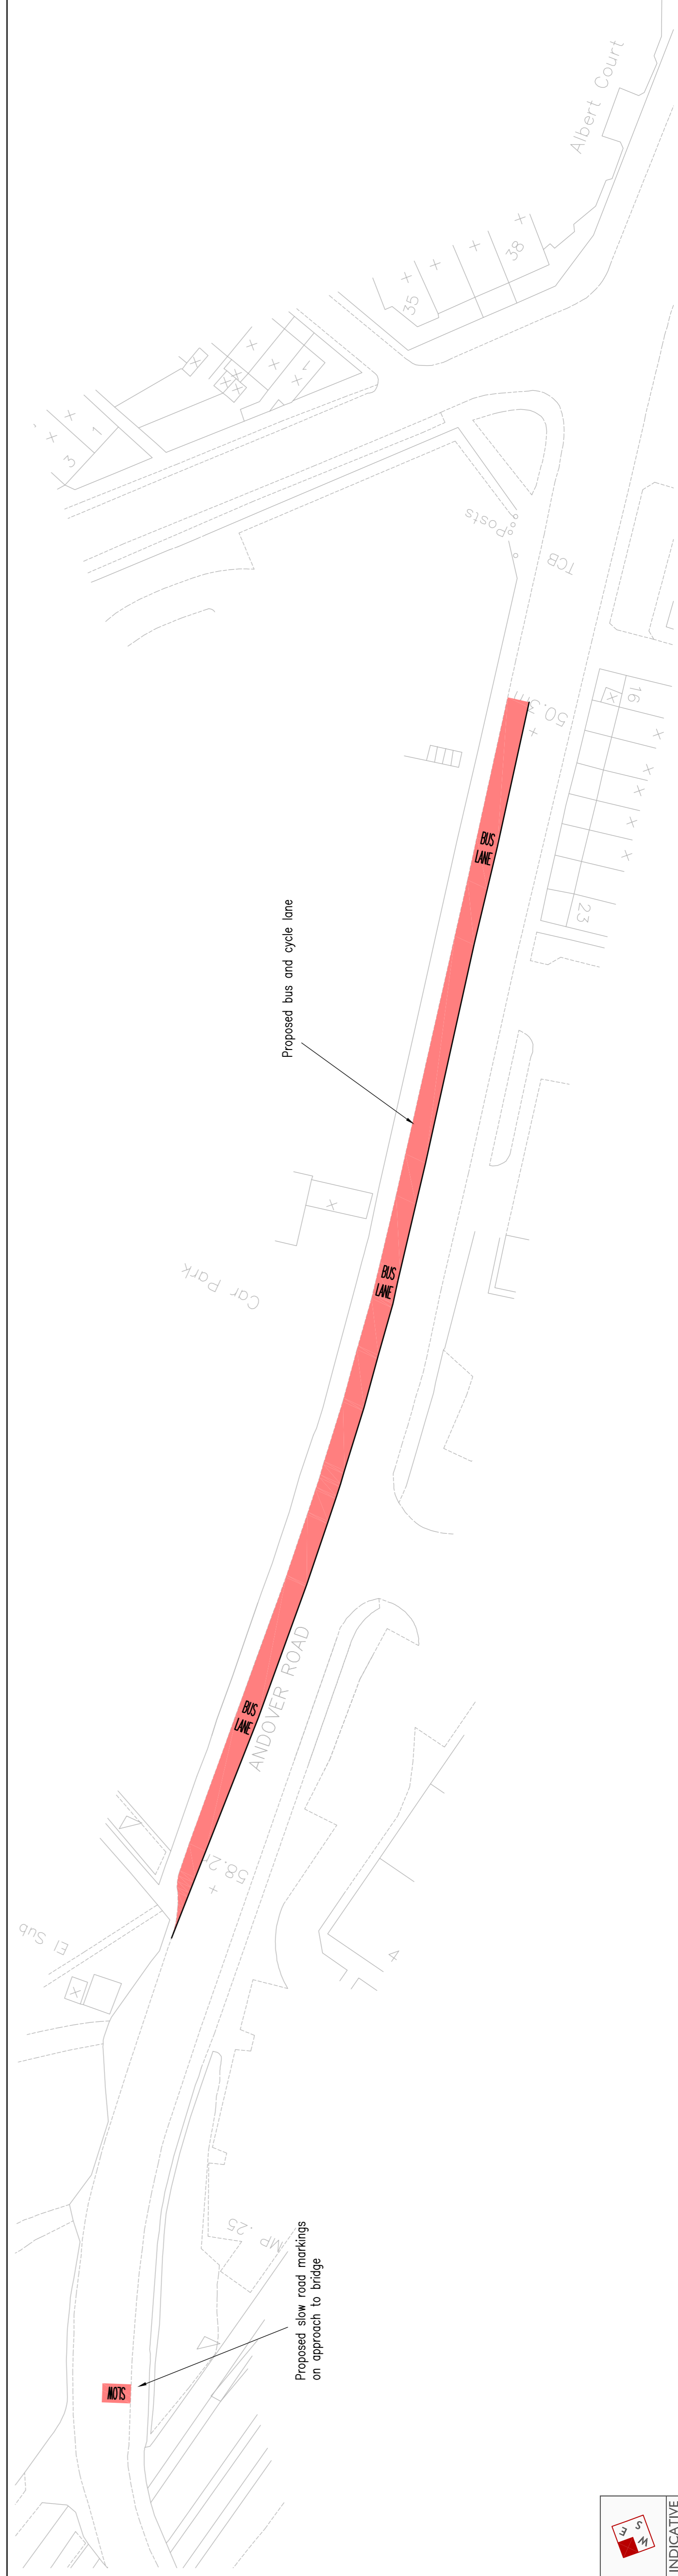 Albert Court
38
35
1
1
3
Posts
TCB
16
50.3m
BUS
LANE
23
Proposed bus and cycle lane
Car Park
BUS
LANE
ANDOVER ROAD
BUS
LANE
58.2
El Sub
4
MP .25
Proposed slow road markings
on approach to bridge
SLOW
S
E
W
INDICATIVE